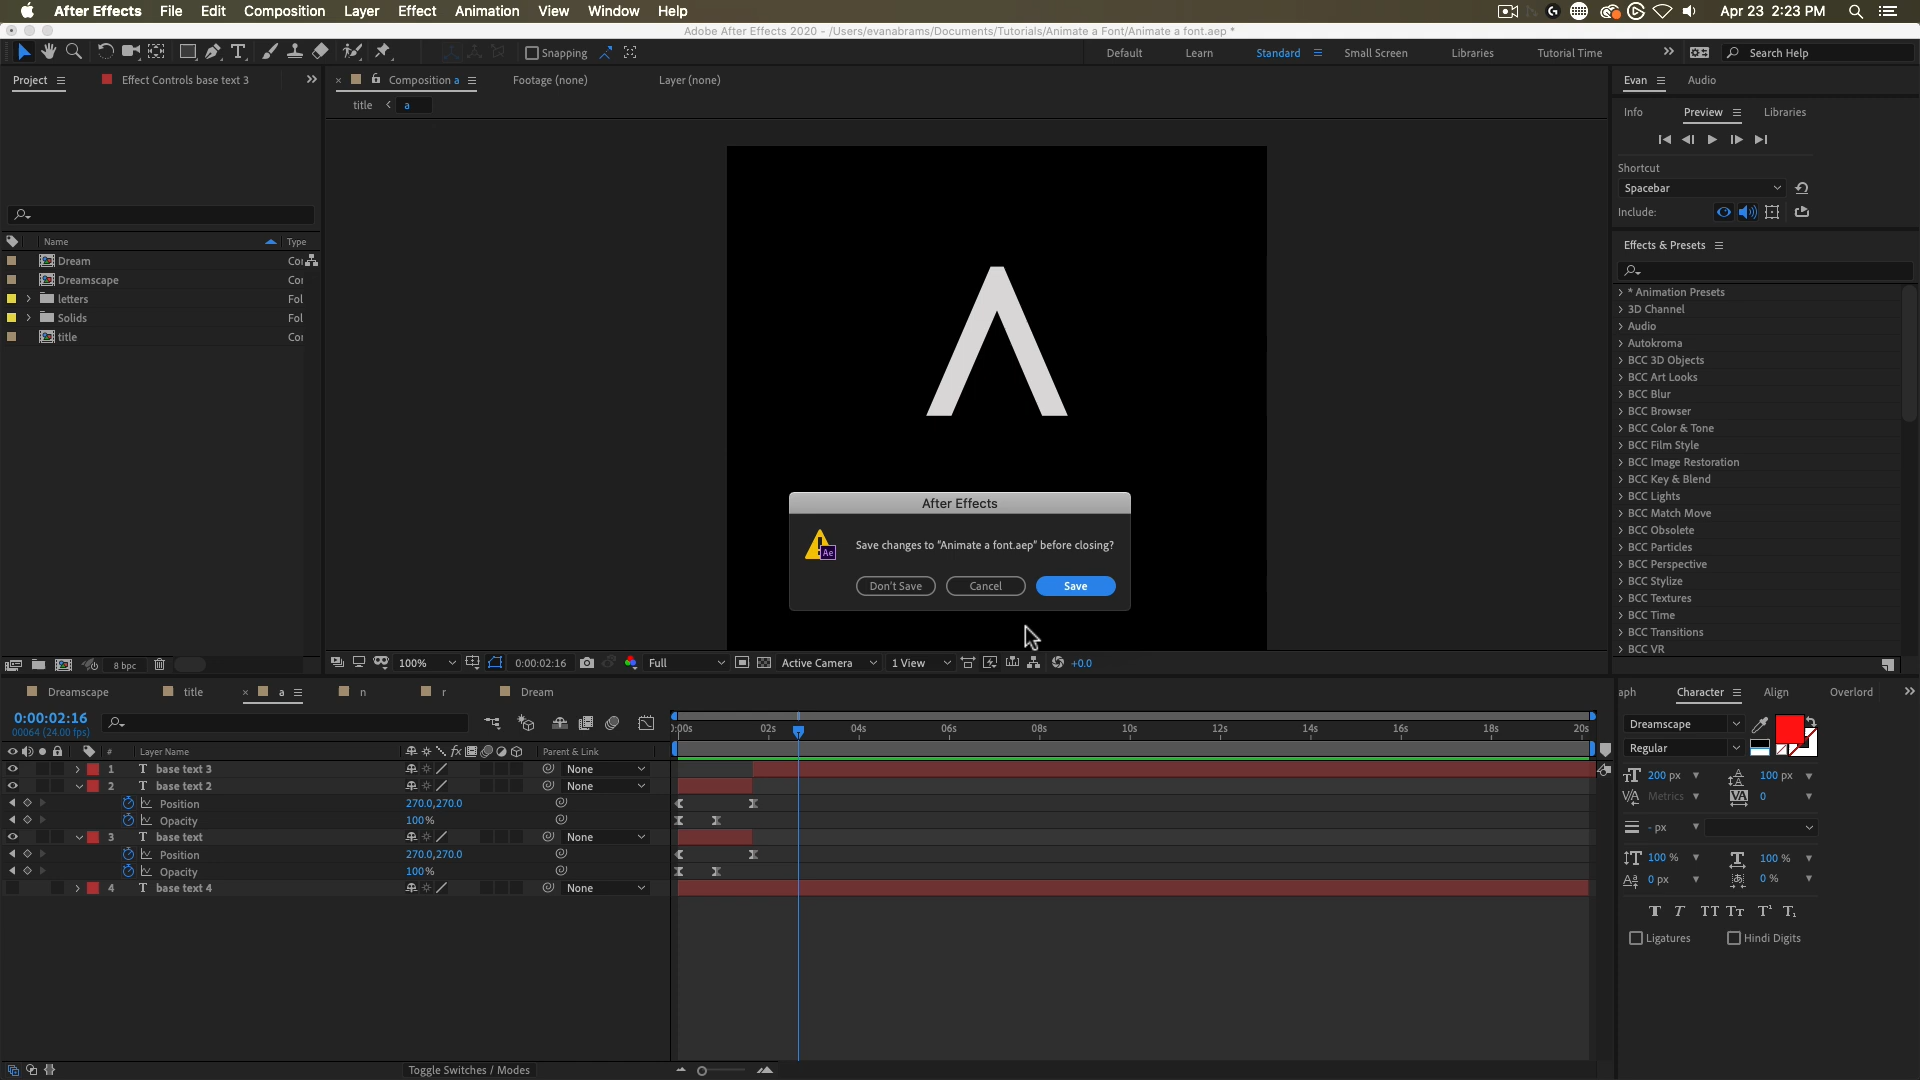 After Effects File Edit Composition Layer Effect Animation View Window Help Apr 23 2:23 PM
Adobe After Effects 2020 - /Users/evanabrams/Documents/Tutorials/Animate a Font/Animate a font.aep *
Snapping Default Learn Standard Small Screen Libraries Tutorial Time Search Help
Project Effect Controls base text 3 Composition a Footage (none) Layer (none) Evan Audio
title < a
Info Preview Libraries
Shortcut
Spacebar
Include:
Effects & Presets
Name Type
Dream Co
Dreamscape Co
letters Fol
Solids Fol
title Co
* Animation Presets
3D Channel
Audio
Autokroma
BCC 3D Objects
BCC Art Looks
BCC Blur
BCC Browser
BCC Color & Tone
BCC Film Style
BCC Image Restoration
BCC Key & Blend
BCC Lights
BCC Match Move
BCC Obsolete
BCC Particles
BCC Perspective
BCC Stylize
BCC Textures
BCC Time
BCC Transitions
BCC VR
After Effects
Ae
Save changes to "Animate a font.aep" before closing?
Don't Save Cancel Save
8 bpc 100% 0:00:02:16 Full Active Camera 1 View +0.0
Dreamscape title a n r Dream
0:00:02:16
00064 (24.00 fps)
):00s 02s 04s 06s 08s 10s 12s 14s 16s 18s 20s
# Layer Name Parent & Link
1 T base text 3 None
2 T base text 2 None
Position 270.0,270.0
Opacity 100%
3 T base text None
Position 270.0,270.0
Opacity 100%
4 T base text 4 None
Toggle Switches / Modes
aph Character Align Overlord
Dreamscape
Regular
200 px 100 px
Metrics 0
- px
100 % 100 %
0 px 0 %
T T TT Tт T¹ T₁
Ligatures Hindi Digits